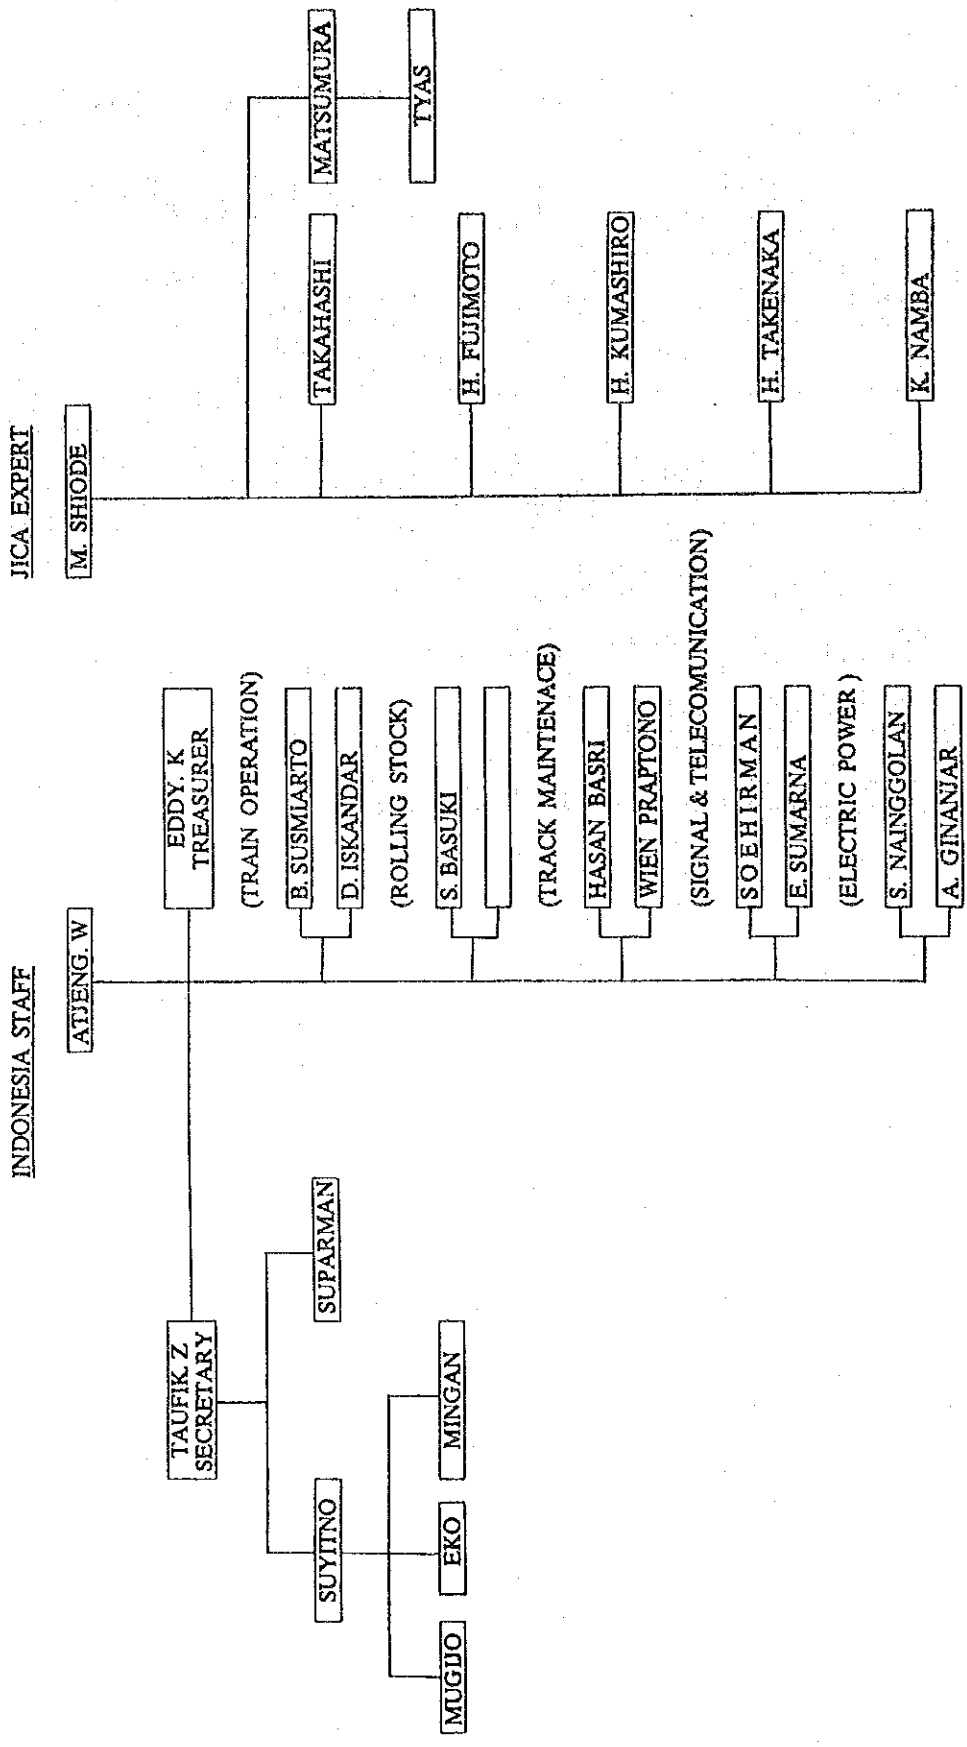 INDONESIA STAFF
JICA EXPERT
ATJENG. W
M. SHIODE
TAUFIK. Z
SECRETARY
EDDY. K
TREASURER
(TRAIN OPERATION)
SUYITNO
SUPARMAN
B. SUSMIARTO
D. ISKANDAR
TAKAHASHI
MATSUMURA
(ROLLING STOCK)
TYAS
MUGIJO
EKO
MINGAN
S. BASUKI
H. FUJIMOTO
(TRACK MAINTENACE)
HASAN BASRI
WIEN PRAPTONO
H. KUMASHIRO
(SIGNAL & TELECOMUNICATION)
SOEHIRMAN
E. SUMARNA
H. TAKENAKA
(ELECTRIC POWER )
S. NAINGGOLAN
A. GINANJAR
K. NAMBA